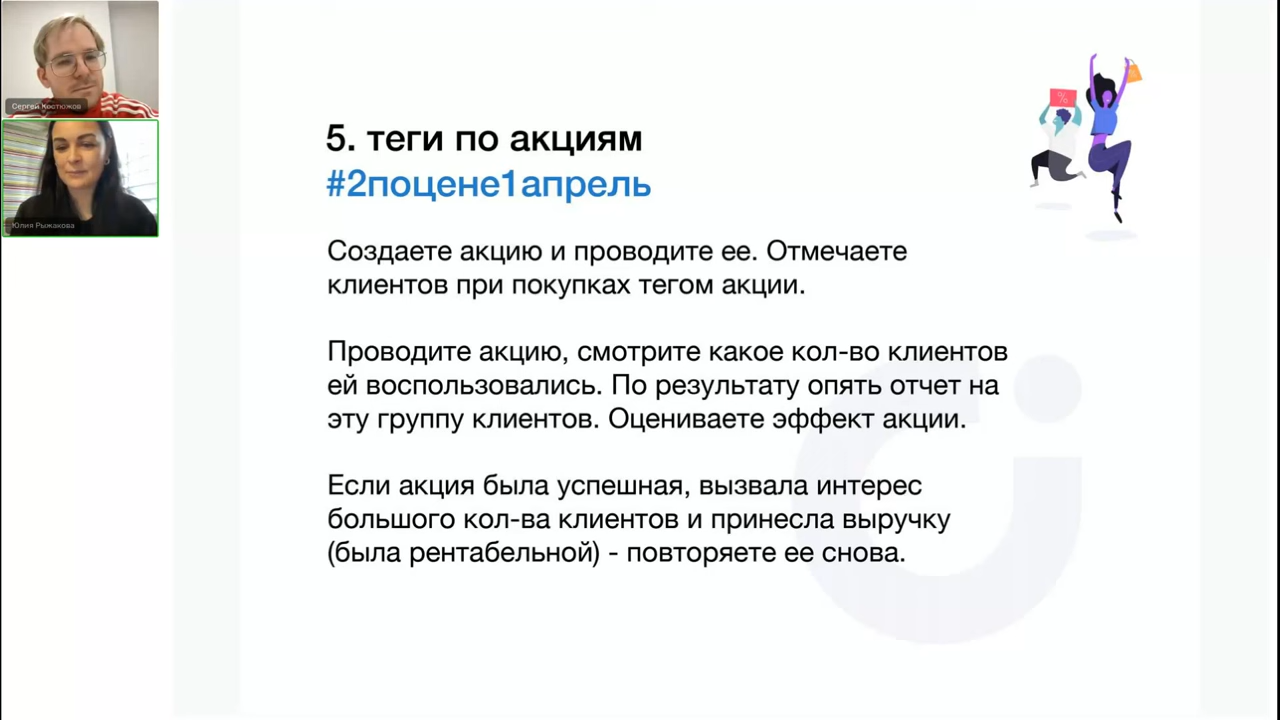 Сергей Костюжов
Юлия Рыжакова
5. теги по акциям
#2поцене1апрель
Создаете акцию и проводите ее. Отмечаете
клиентов при покупках тегом акции.
Проводите акцию, смотрите какое кол-во клиентов
ей воспользовались. По результату опять отчет на
эту группу клиентов. Оцениваете эффект акции.
Если акция была успешная, вызвала интерес
большого кол-ва клиентов и принесла выручку
(была рентабельной) - повторяете ее снова.
%